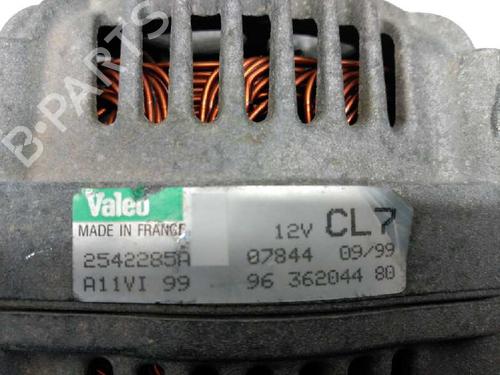 B-PARTS
Valeo
MADE IN FRANCE 12V CL7
2542285A 07844 09/99
A11VI 99 96 362044 80